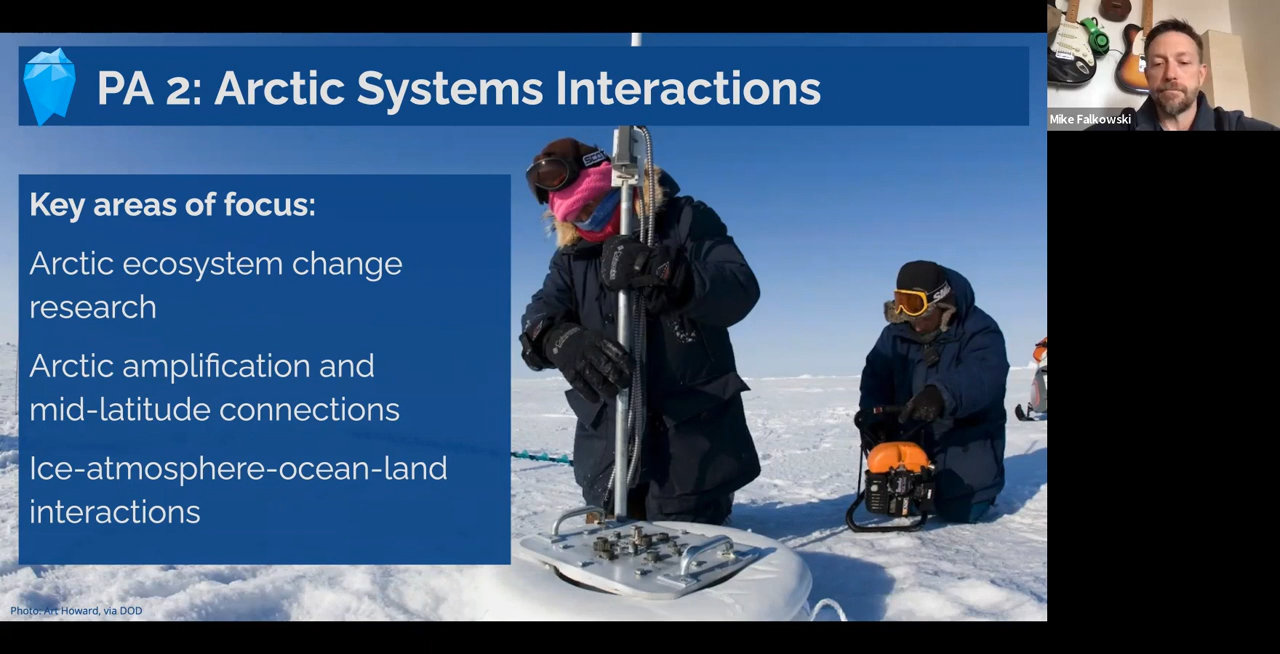 PA 2: Arctic Systems Interactions
Mike Falkowski
Key areas of focus:
Arctic ecosystem change
research
Arctic amplification and
mid-latitude connections
Ice-atmosphere-ocean-land
interactions
Photo: Art Howard, via DOD